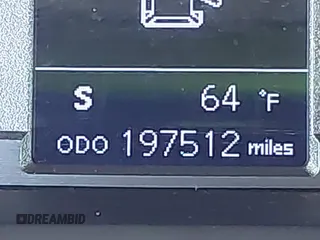 S 64 °F
ODO 197512 miles
DREAMBID